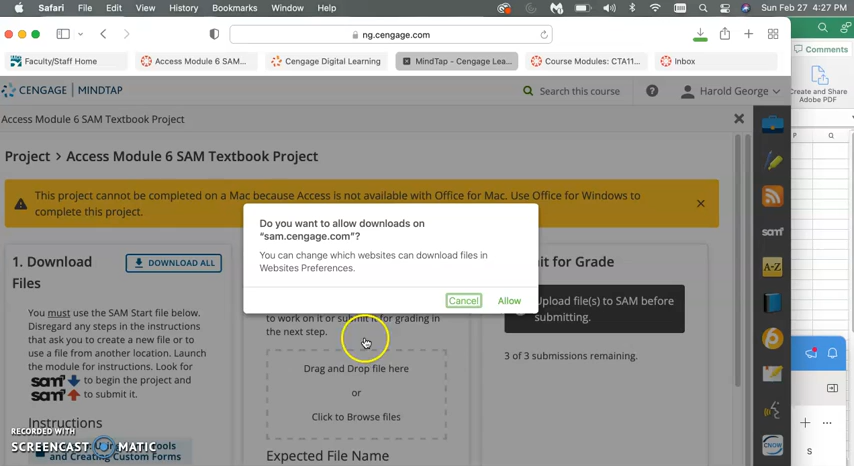 Safari File Edit View History Bookmarks Window Help Sun Feb 27 4:27 PM
ng.cengage.com
Faculty/Staff Home
Access Module 6 SAM...
Cengage Digital Learning
MindTap - Cengage Lea...
Course Modules: CTA11...
Inbox
Comments
CENGAGE MINDTAP
Search this course
Harold George
Create and Share
Adobe PDF
Access Module 6 SAM Textbook Project
P Q
Project > Access Module 6 SAM Textbook Project
This project cannot be completed on a Mac because Access is not available with Office for Mac. Use Office for Windows to
complete this project.
Do you want to allow downloads on
“sam.cengage.com”?
You can change which websites can download files in
Websites Preferences.
Cancel Allow
1. Download
Files
DOWNLOAD ALL
You must use the SAM Start file below.
Disregard any steps in the instructions
that ask you to create a new file or to
use a file from another location. Launch
the module for instructions. Look for
sam to begin the project and
sam to submit it.
Instructions
and Creating Custom Forms
to work on it or submit it for grading in
the next step.
Drag and Drop file here
or
Click to Browse files
Expected File Name
it for Grade
Upload file(s) to SAM before
submitting.
3 of 3 submissions remaining.
sam
A-Z
CNOW
S
RECORDED WITH
SCREENCAST MATIC